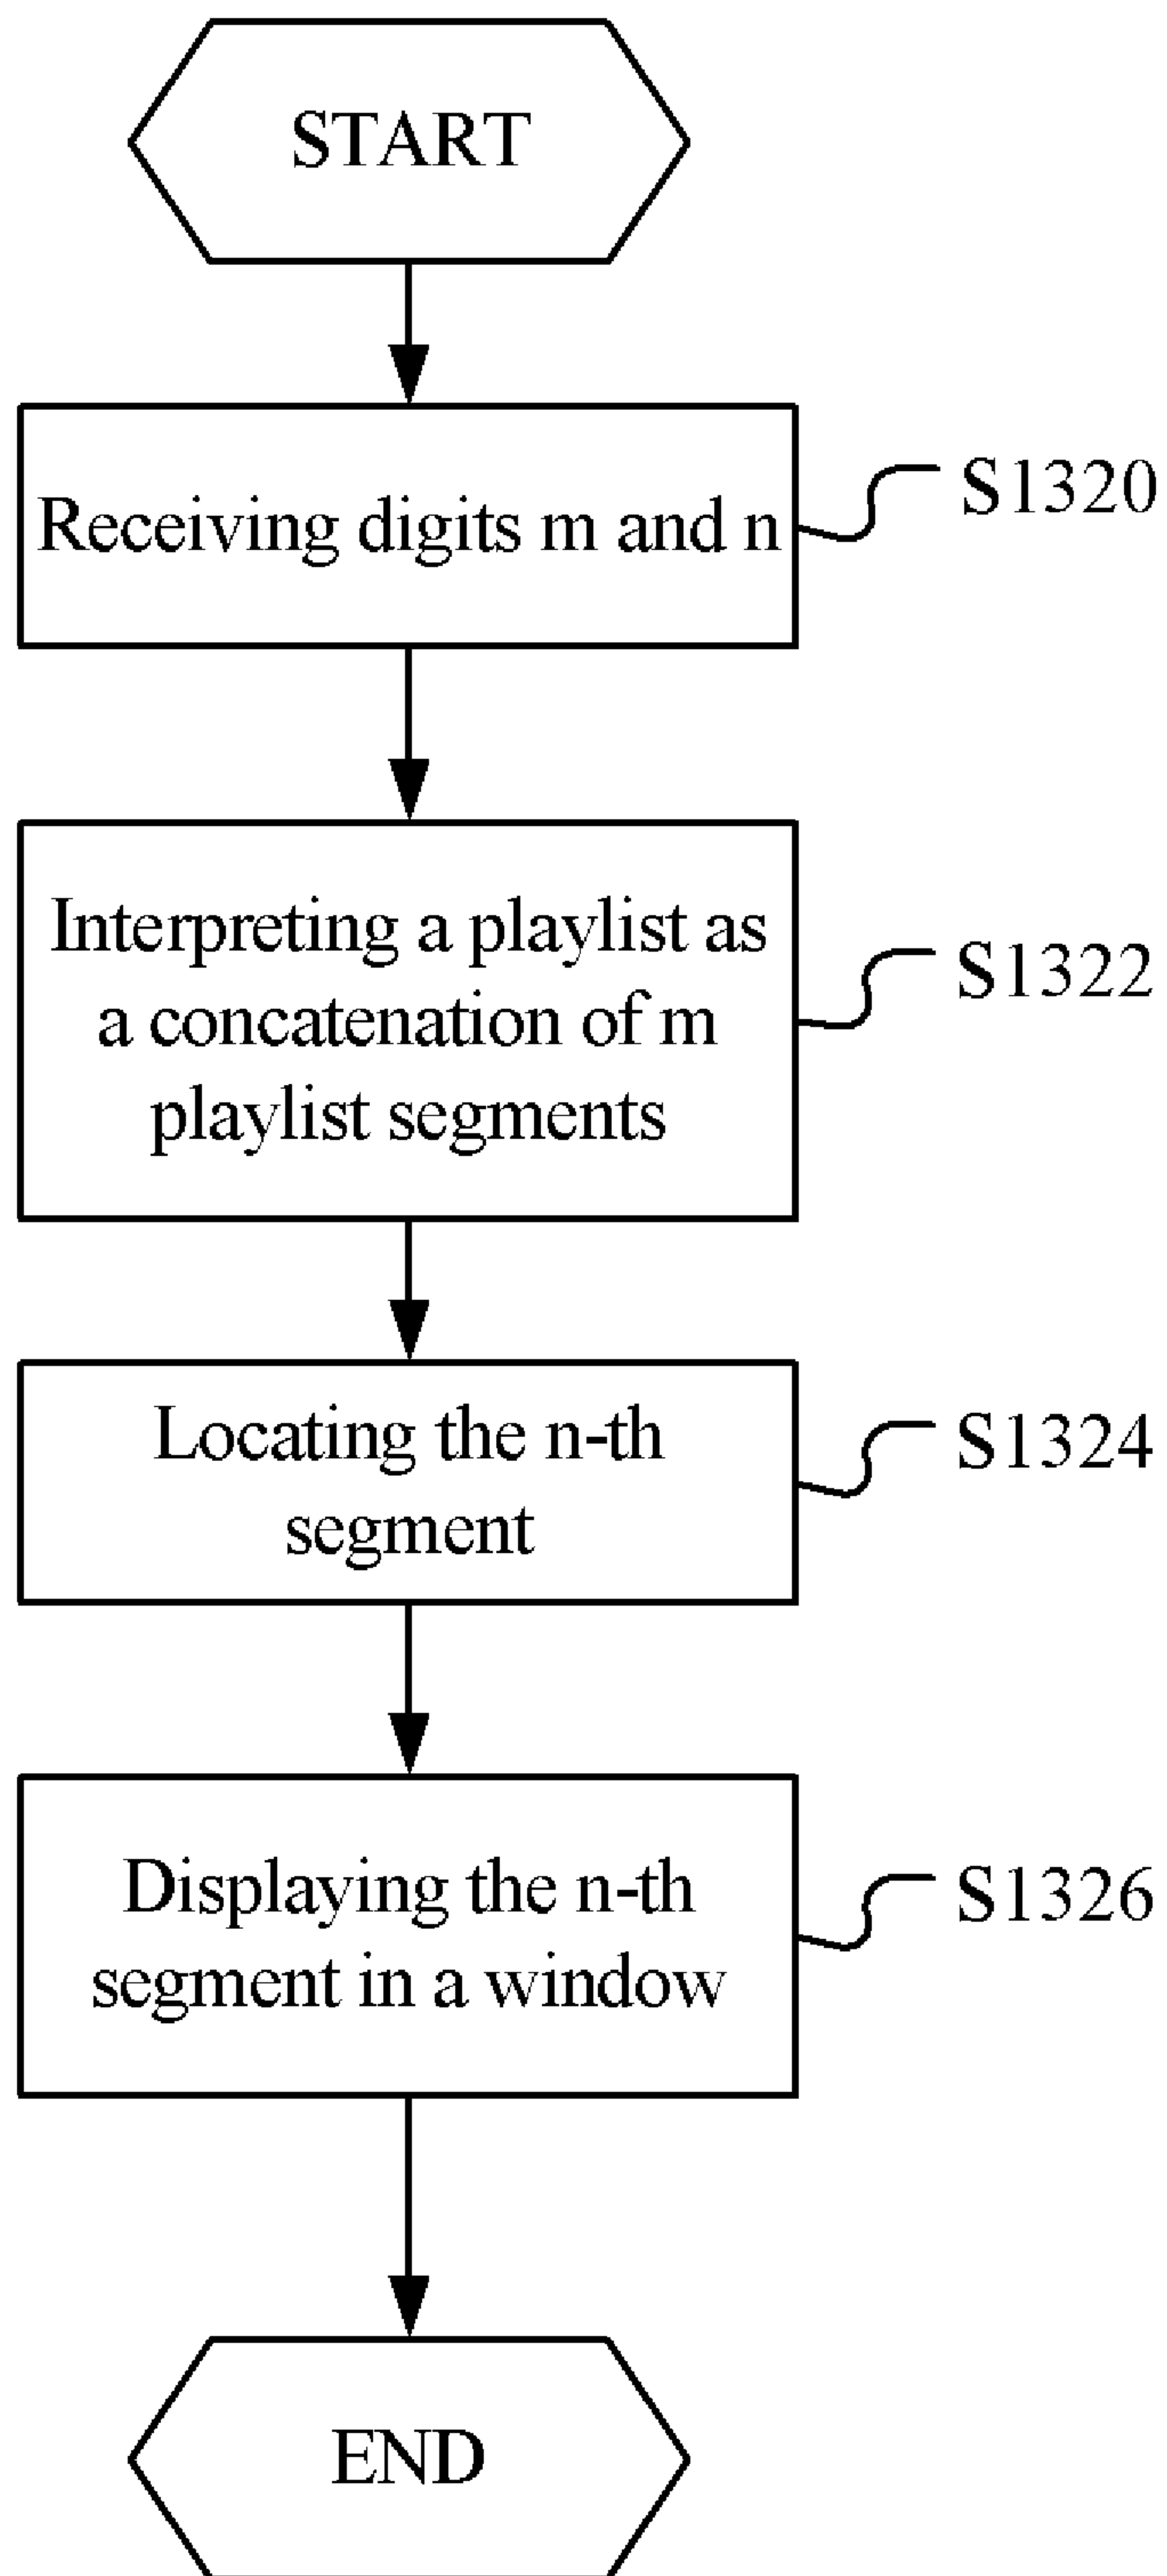 START
Receiving digits m and n
S1320
Interpreting a playlist as
a concatenation of m
playlist segments
S1322
Locating the n-th
segment
S1324
Displaying the n-th
segment in a window
S1326
END